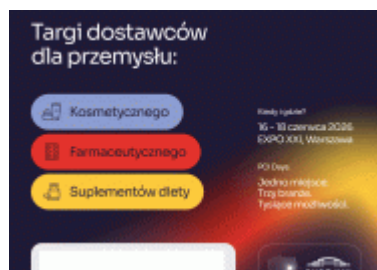 Targi dostawców
dla przemysłu:
Kosmetycznego
Farmaceutycznego
Suplementów diety
Kiedy i gdzie?
16 - 18 czerwca 2026
EXPO XXI, Warszawa
PCI Days
Jedno miejsce.
Trzy branże.
Tysiące możliwości.